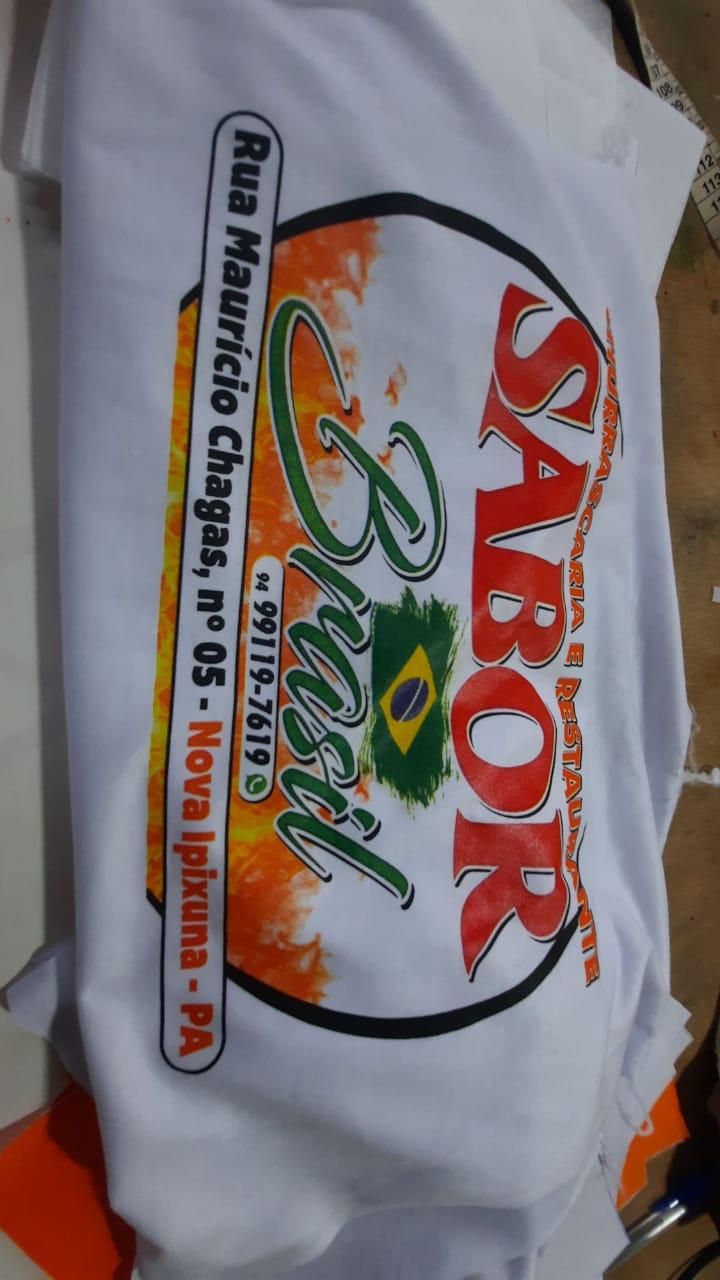 CHURRASCARIA E RESTAURANTE
SABOR
Brasil
94 99119-7619
Rua Maurício Chagas, nº 05 - Nova Ipixuna - PA